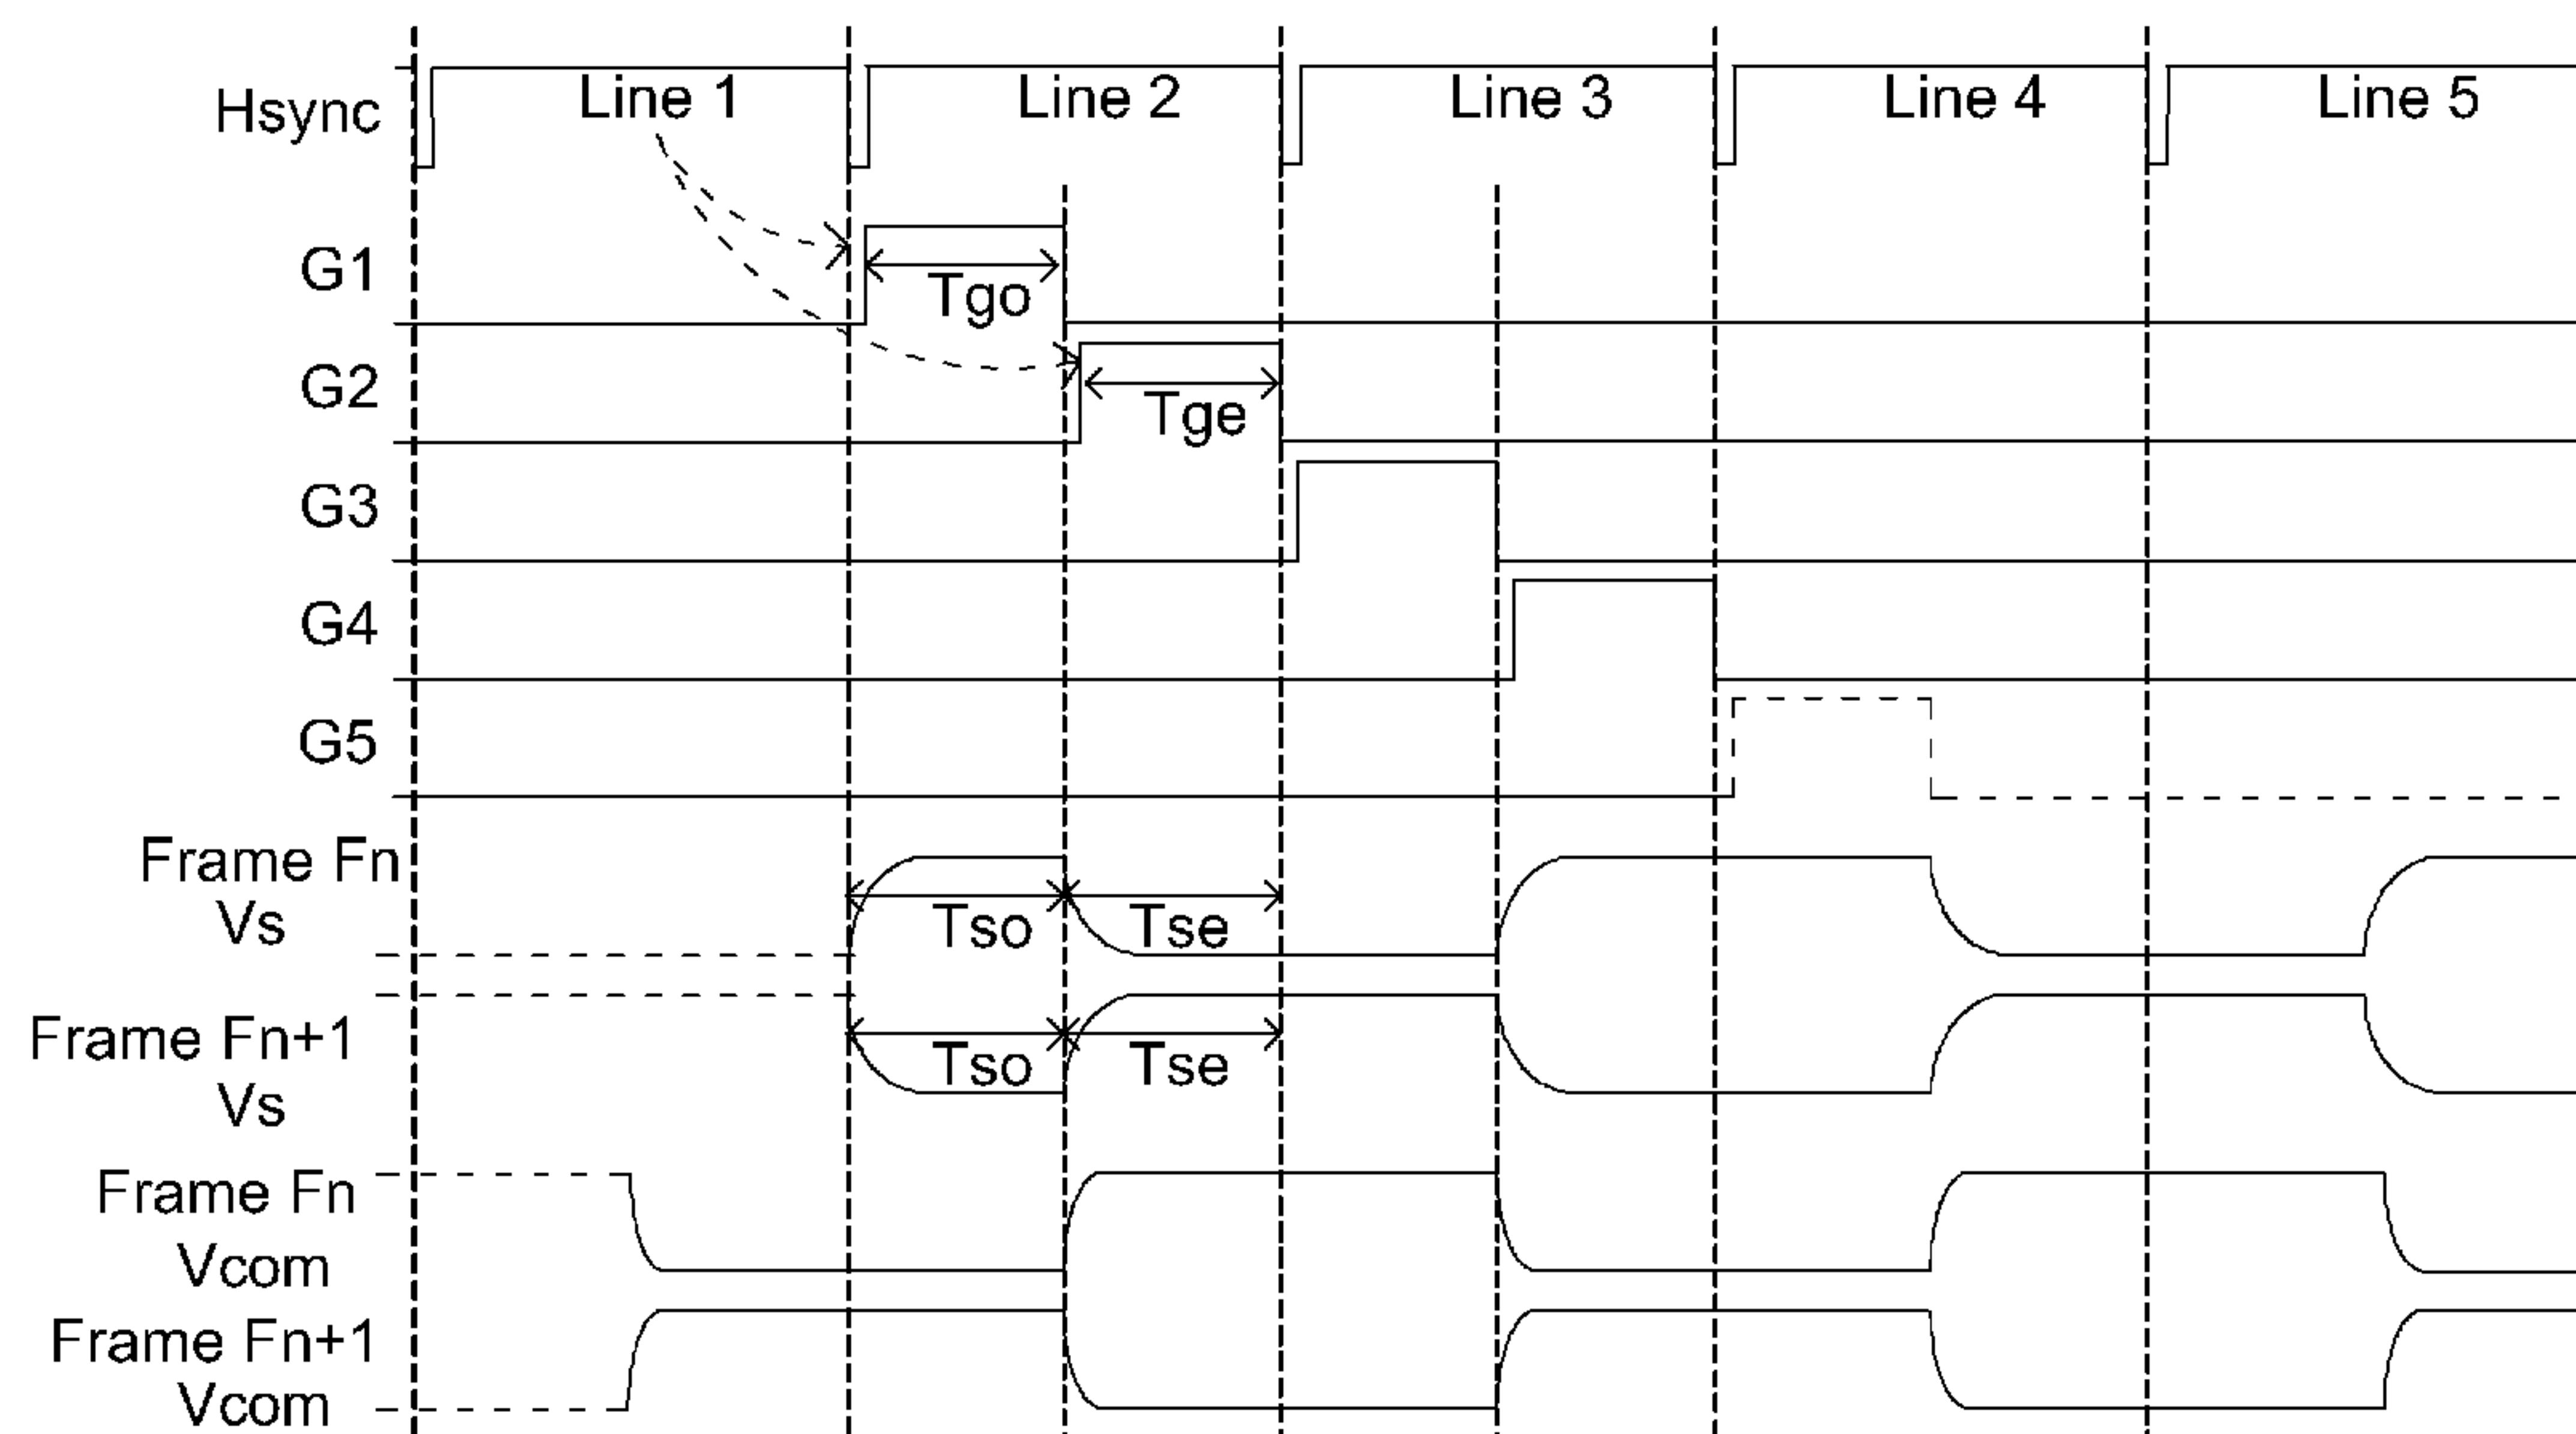 Hsync Line 1 Line 2 Line 3 Line 4 Line 5
G1 Tgo
G2 Tge
G3
G4
G5
Frame Fn
Vs Tso Tse
Frame Fn+1
Vs Tso Tse
Frame Fn
Vcom
Frame Fn+1
Vcom